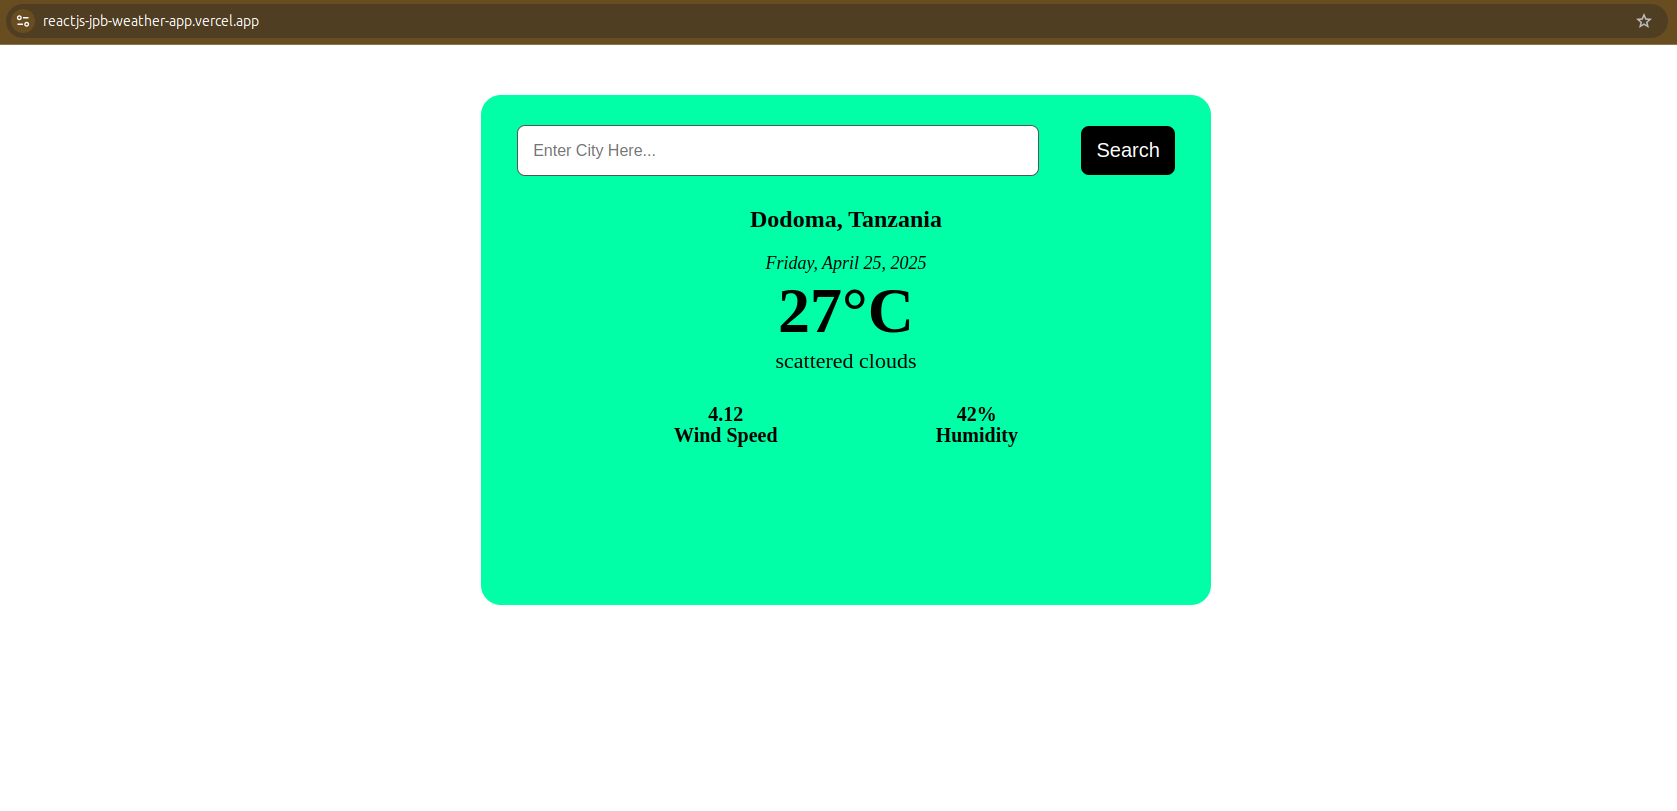 reactjs-jpb-weather-app.vercel.app
Enter City Here...
Search
Dodoma, Tanzania
Friday, April 25, 2025
27°C
scattered clouds
4.12
Wind Speed
42%
Humidity